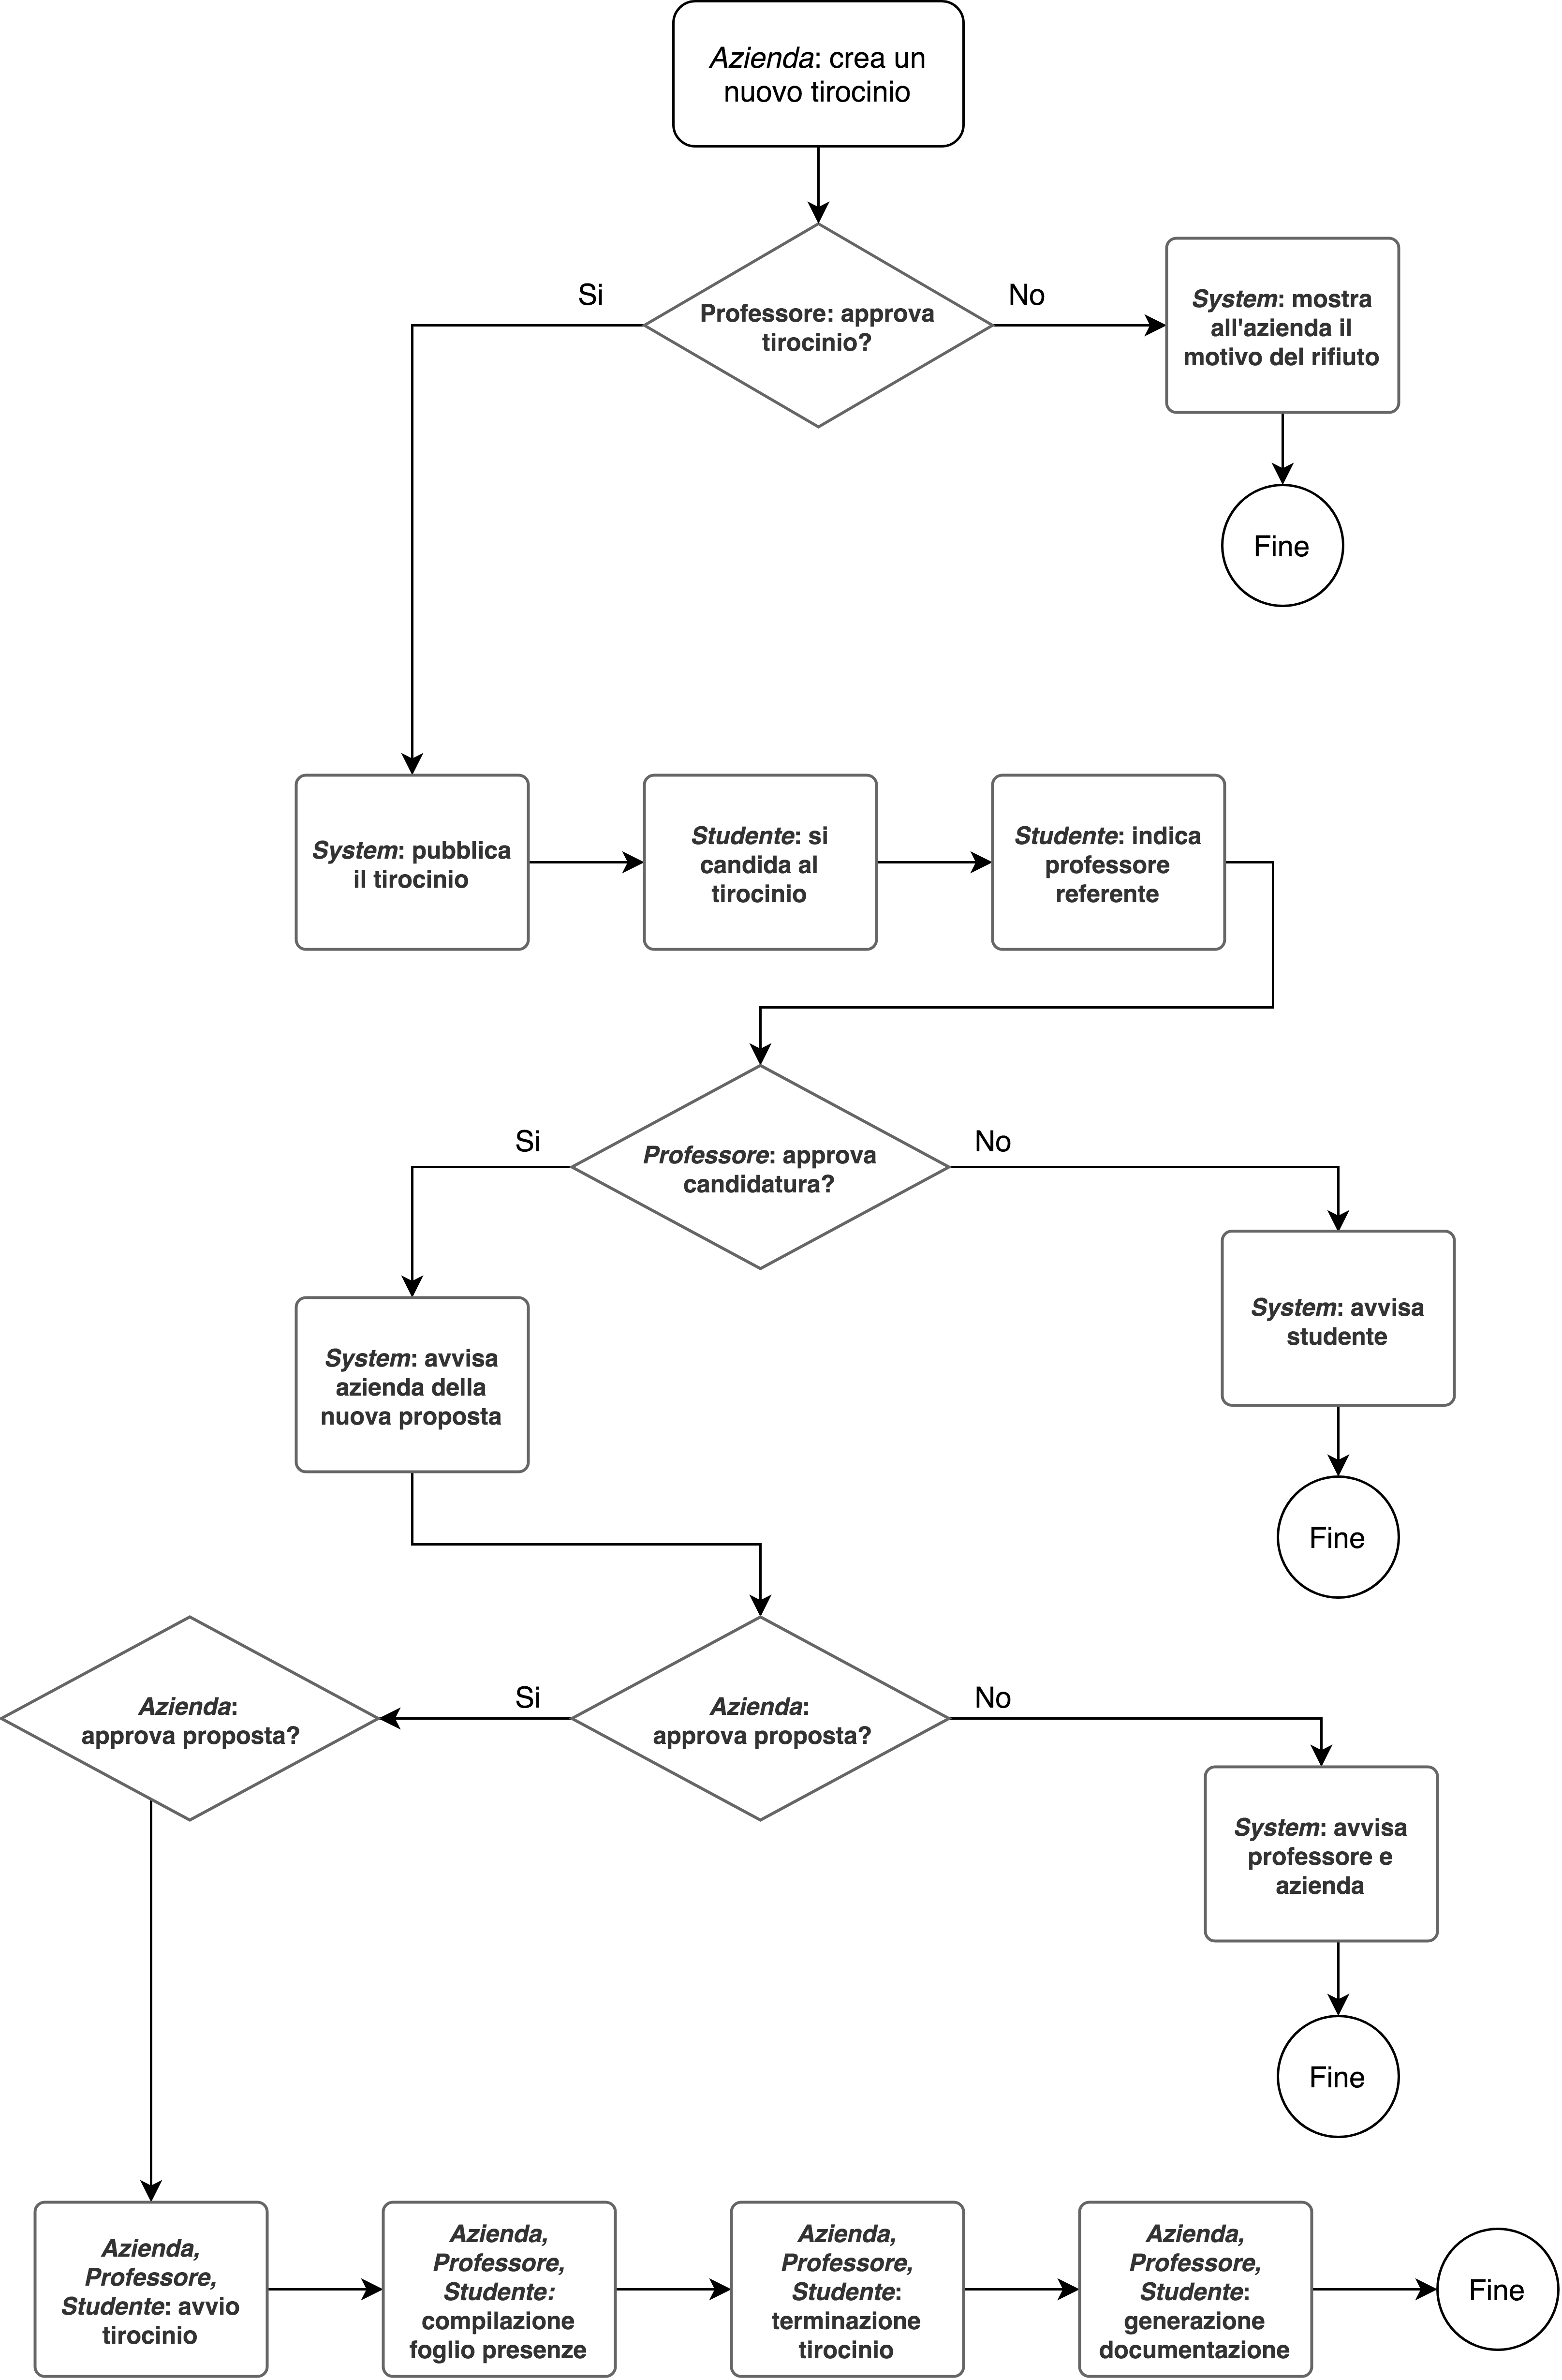 Azienda: crea un
nuovo tirocinio
Si
No
Professore: approva
tirocinio?
System: mostra
all'azienda il
motivo del rifiuto
Fine
System: pubblica
il tirocinio
Studente: si
candida al
tirocinio
Studente: indica
professore
referente
Si
No
Professore: approva
candidatura?
System: avvisa
studente
System: avvisa
azienda della
nuova proposta
Fine
Azienda:
approva proposta?
Si
Azienda:
approva proposta?
No
System: avvisa
professore e
azienda
Fine
Azienda,
Professore,
Studente: avvio
tirocinio
Azienda,
Professore,
Studente:
compilazione
foglio presenze
Azienda,
Professore,
Studente:
terminazione
tirocinio
Azienda,
Professore,
Studente:
generazione
documentazione
Fine